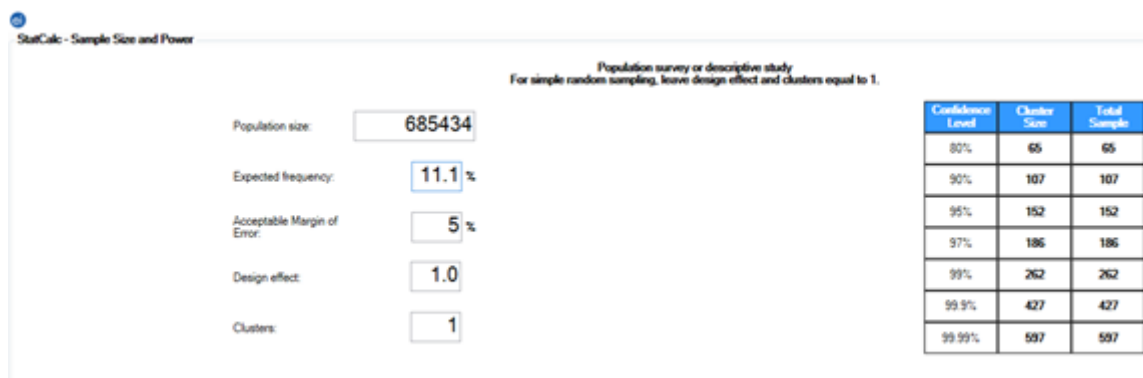 ei
StatCalc - Sample Size and Power
Population survey or descriptive study
For simple random sampling, leave design effect and clusters equal to 1.
Population size: 685434
Expected frequency: 11.1 %
Acceptable Margin of
Error: 5 %
Design effect: 1.0
Clusters: 1
Confidence Level Cluster Size Total Sample
80% 65 65
90% 107 107
95% 152 152
97% 186 186
99% 262 262
99.9% 427 427
99.99% 597 597